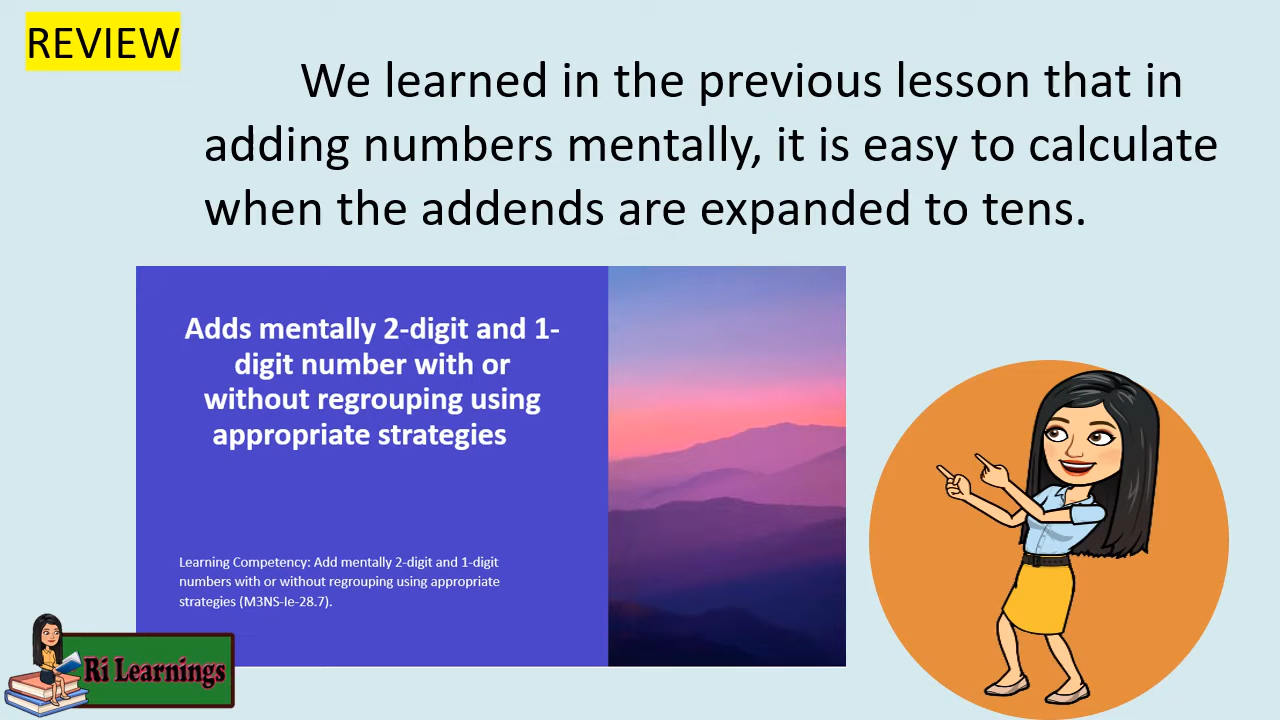 REVIEW
We learned in the previous lesson that in
adding numbers mentally, it is easy to calculate
when the addends are expanded to tens.
Adds mentally 2-digit and 1-
digit number with or
without regrouping using
appropriate strategies
Learning Competency: Add mentally 2-digit and 1-digit
numbers with or without regrouping using appropriate
strategies (M3NS-Ie-28.7).
Ri Learnings